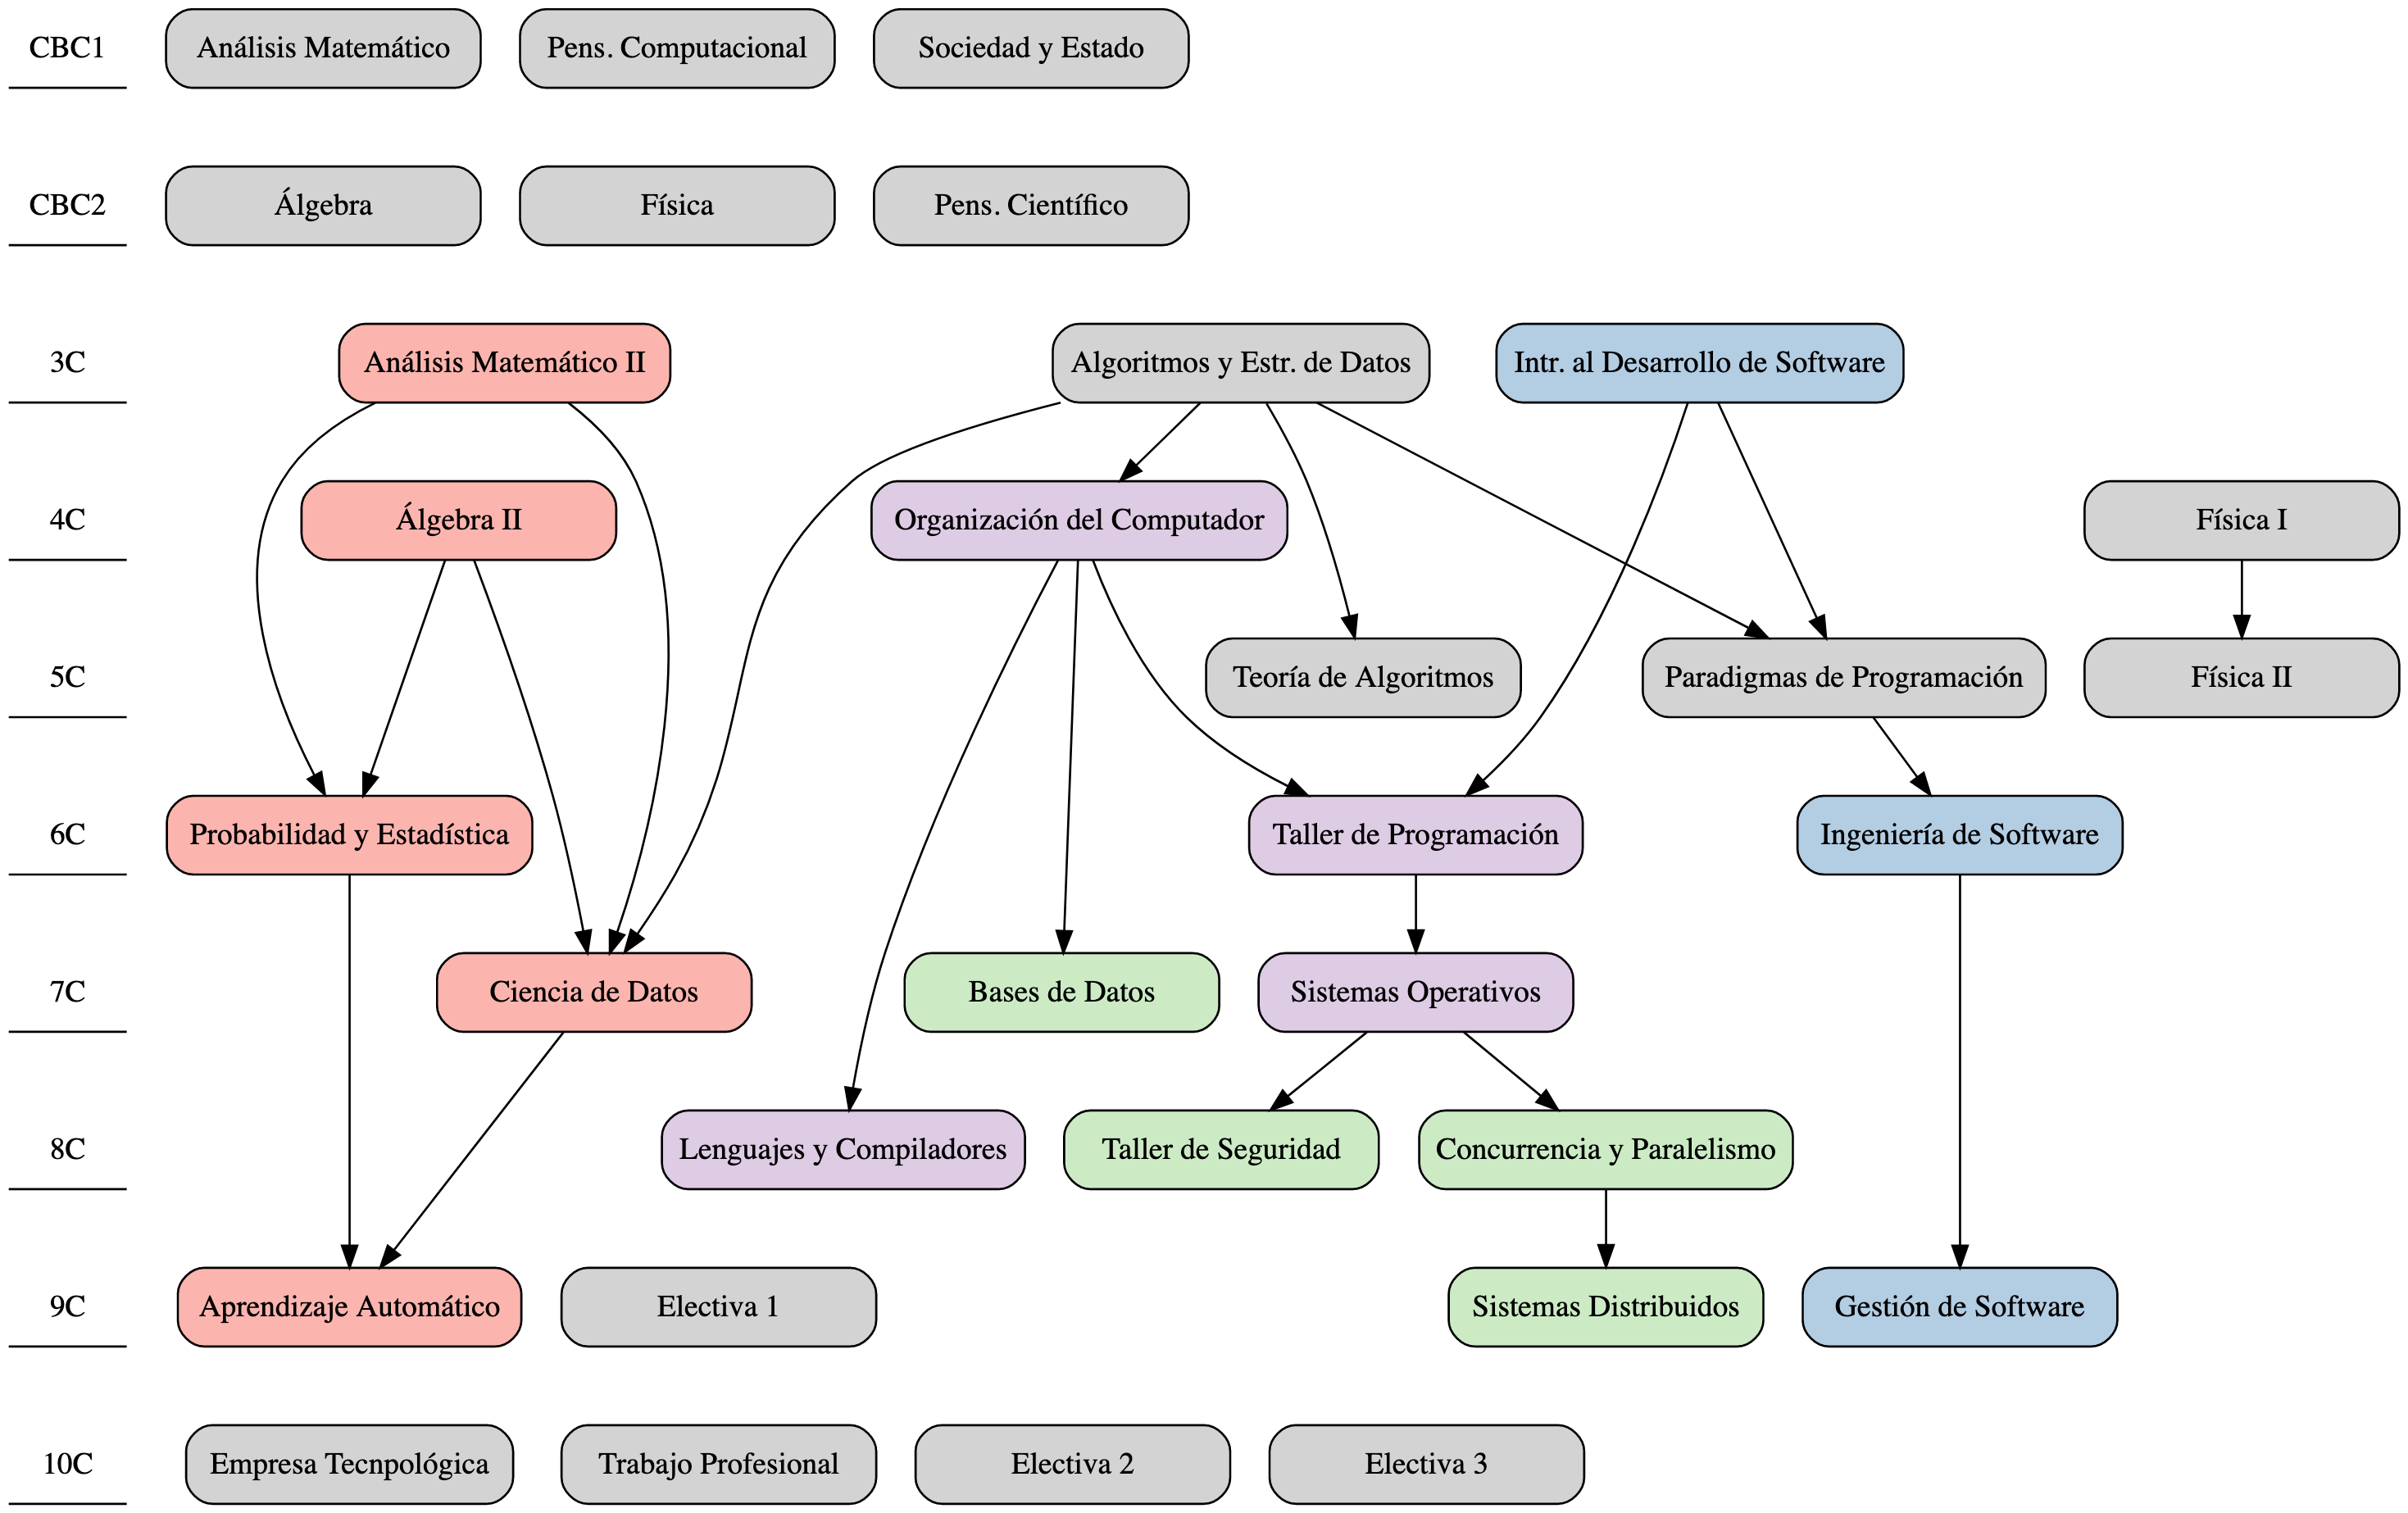 CBC1
Análisis Matemático
Pens. Computacional
Sociedad y Estado
CBC2
Álgebra
Física
Pens. Científico
3C
Análisis Matemático II
Algoritmos y Estr. de Datos
Intr. al Desarrollo de Software
4C
Álgebra II
Organización del Computador
Física I
5C
Teoría de Algoritmos
Paradigmas de Programación
Física II
6C
Probabilidad y Estadística
Taller de Programación
Ingeniería de Software
7C
Ciencia de Datos
Bases de Datos
Sistemas Operativos
8C
Lenguajes y Compiladores
Taller de Seguridad
Concurrencia y Paralelismo
9C
Aprendizaje Automático
Electiva 1
Sistemas Distribuidos
Gestión de Software
10C
Empresa Tecnpológica
Trabajo Profesional
Electiva 2
Electiva 3